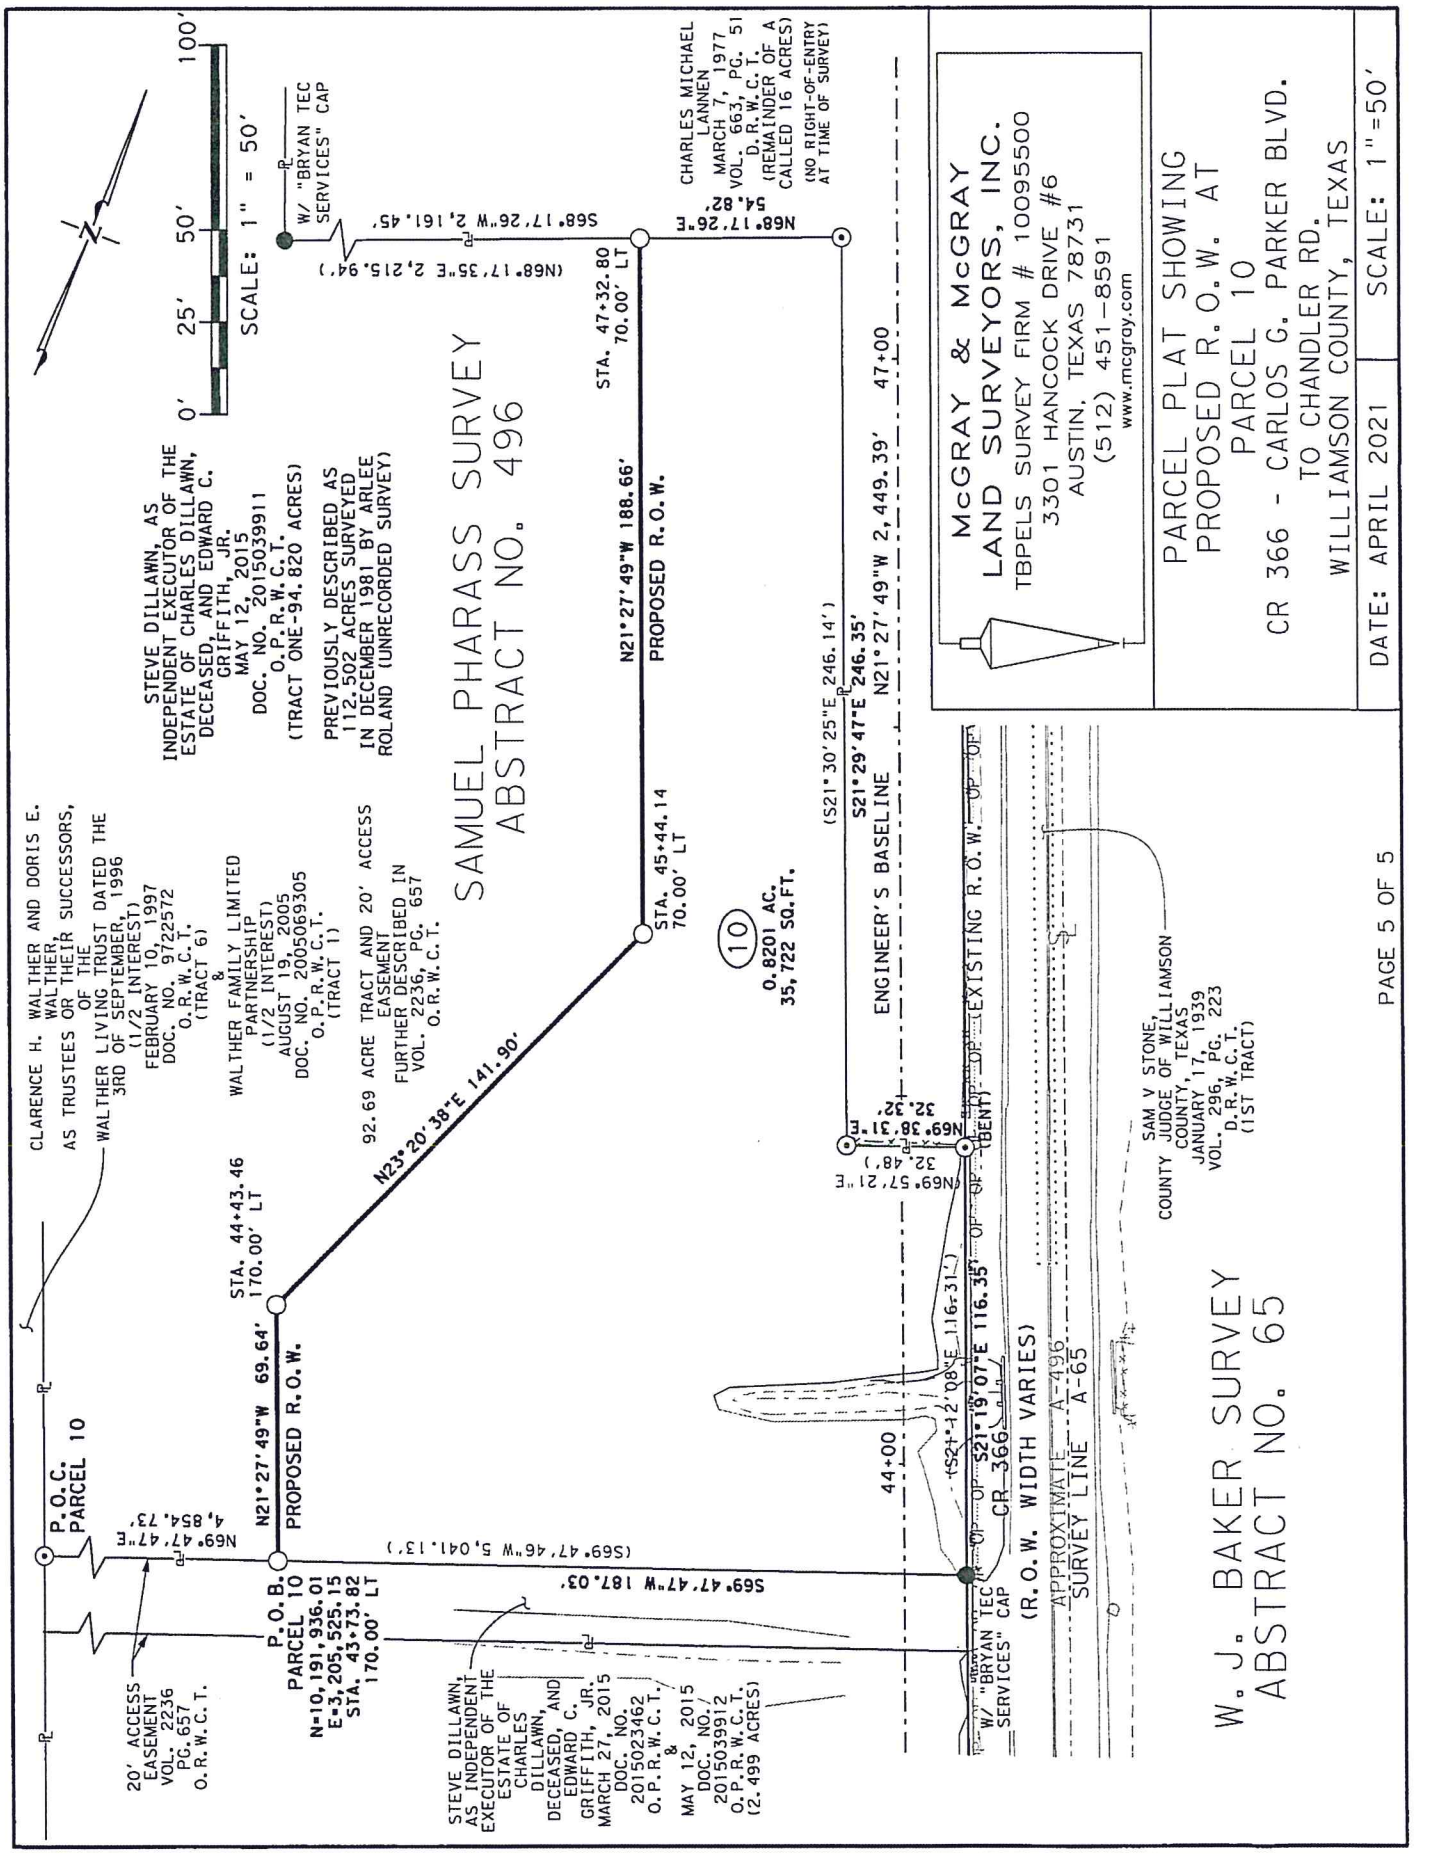 CLARENCE H. WALTHER AND DORIS E.
WALTHER,
AS TRUSTEES OR THEIR SUCCESSORS,
OF THE
WALTHER LIVING TRUST DATED THE
3RD OF SEPTEMBER, 1996
(1/2 INTEREST)
FEBRUARY 10, 1997
DOC. NO. 9722572
O.R.W.C.T.
(TRACT 6)
&
WALTHER FAMILY LIMITED
PARTNERSHIP
(1/2 INTEREST)
AUGUST 19, 2005
DOC. NO. 2005069305
O.P.R.W.C.T.
(TRACT 1)
92.69 ACRE TRACT AND 20' ACCESS
EASEMENT
FURTHER DESCRIBED IN
VOL. 2236, PG. 657
O.R.W.C.T.
STEVE DILLAWN, AS
INDEPENDENT EXECUTOR OF THE
ESTATE OF CHARLES DILLAWN,
DECEASED, AND EDWARD C.
GRIFFITH, JR.
MAY 12, 2015
DOC. NO. 2015039911
O.P.R.W.C.T.
(TRACT ONE-94.820 ACRES)
PREVIOUSLY DESCRIBED AS
112.502 ACRES SURVEYED
IN DECEMBER 1981 BY ARLEE
ROLAND (UNRECORDED SURVEY)
N
0' 25' 50' 100'
SCALE: 1" = 50'
W/ "BRYAN TEC
SERVICES" CAP
P.O.C.
PARCEL 10
N69°47'47"E
4,854.73'
20' ACCESS
EASEMENT
VOL. 2236
PG.657
O.R.W.C.T.
P.O.B.
PARCEL 10
N=10,191,936.01
E=3,205,525.15
STA. 43+73.82
170.00' LT
N21°27'49"W 69.64'
PROPOSED R.O.W.
STA. 44+43.46
170.00' LT
N23°20'38"E 141.90'
SAMUEL PHARASS SURVEY
ABSTRACT NO. 496
S68°17'26"W 2,161.45'
(N68°17'35"E 2,215.94')
STA. 45+44.14
70.00' LT
N21°27'49"W 188.66'
PROPOSED R.O.W.
STA. 47+32.80
70.00' LT
N68°17'26"E
54.82'
CHARLES MICHAEL
LANNEN
MARCH 7, 1977
VOL. 663, PG. 51
D.R.W.C.T.
(REMAINDER OF A
CALLED 16 ACRES)
(NO RIGHT-OF-ENTRY
AT TIME OF SURVEY)
10
0.8201 AC.
35,722 SQ.FT.
(S69°47'46"W 5,041.13')
S69°47'47"W 187.03'
STEVE DILLAWN,
AS INDEPENDENT
EXECUTOR OF THE
ESTATE OF
CHARLES
DILLAWN,
DECEASED, AND
EDWARD C.
GRIFFITH, JR.
MARCH 27, 2015
DOC. NO.
2015023462
O.P.R.W.C.T.
&
MAY 12, 2015
DOC. NO.
2015039912
O.P.R.W.C.T.
(2.499 ACRES)
(S21°30'25"E 246.14')
S21°29'47"E 246.35'
ENGINEER'S BASELINE N21°27'49"W 2,449.39' 47+00
44+00
(N69°57'21"E
32.48')
N69°38'31"E
32.32'
(BENT)
(S21°12'08"E 116.31')
S21°19'07"E 116.35'
EXISTING R.O.W.
OP OP OP OP
W/ "BRYAN TEC
SERVICES" CAP
CR 366
(R.O.W. WIDTH VARIES)
APPROXIMATE A-496
SURVEY LINE A-65
SAM V STONE,
COUNTY JUDGE OF WILLIAMSON
COUNTY, TEXAS
JANUARY 17, 1939
VOL. 296, PG. 223
D.R.W.C.T.
(1ST TRACT)
W.J. BAKER SURVEY
ABSTRACT NO. 65
McGRAY & McGRAY
LAND SURVEYORS, INC.
TBPELS SURVEY FIRM # 10095500
3301 HANCOCK DRIVE #6
AUSTIN, TEXAS 78731
(512) 451-8591
www.mcgray.com
PARCEL PLAT SHOWING
PROPOSED R.O.W. AT
PARCEL 10
CR 366 - CARLOS G. PARKER BLVD.
TO CHANDLER RD.
WILLIAMSON COUNTY, TEXAS
DATE: APRIL 2021 SCALE: 1"=50'
PAGE 5 OF 5